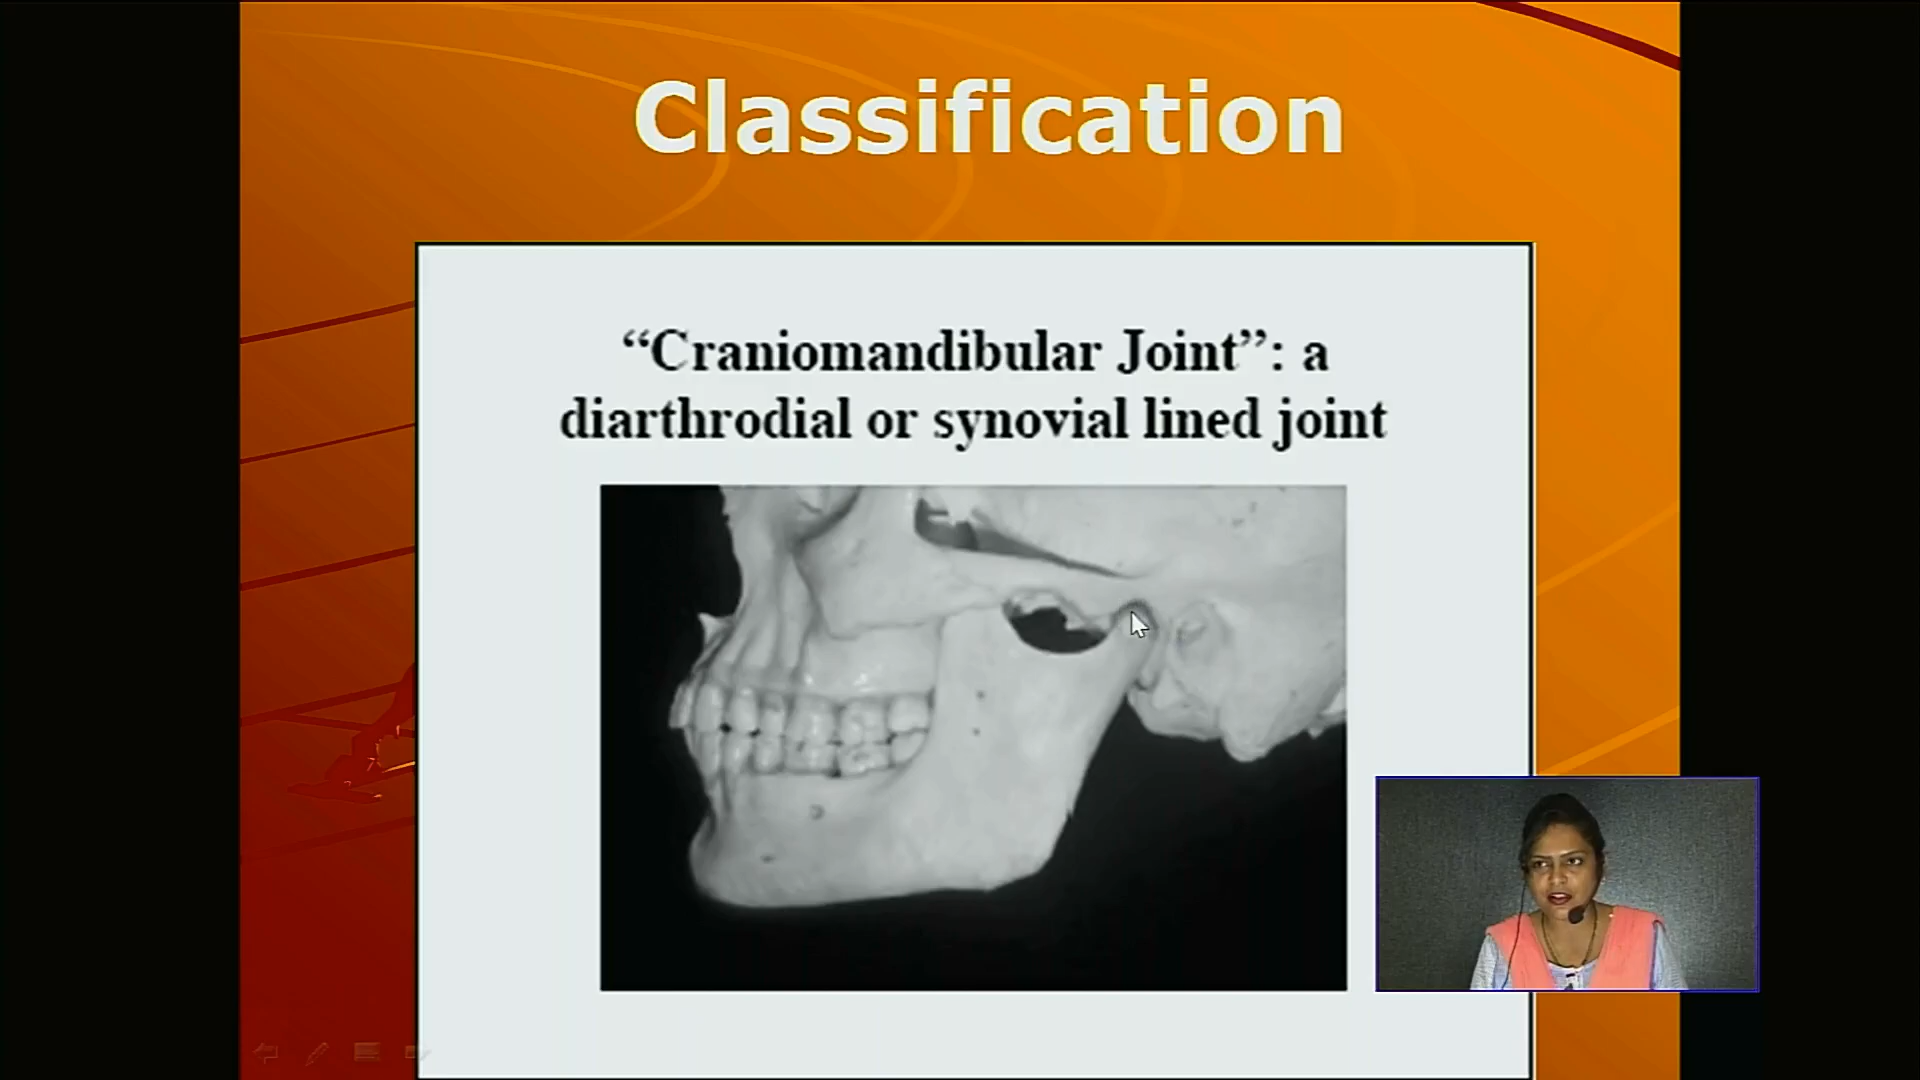 Classification
“Craniomandibular Joint”: a
diarthrodial or synovial lined joint